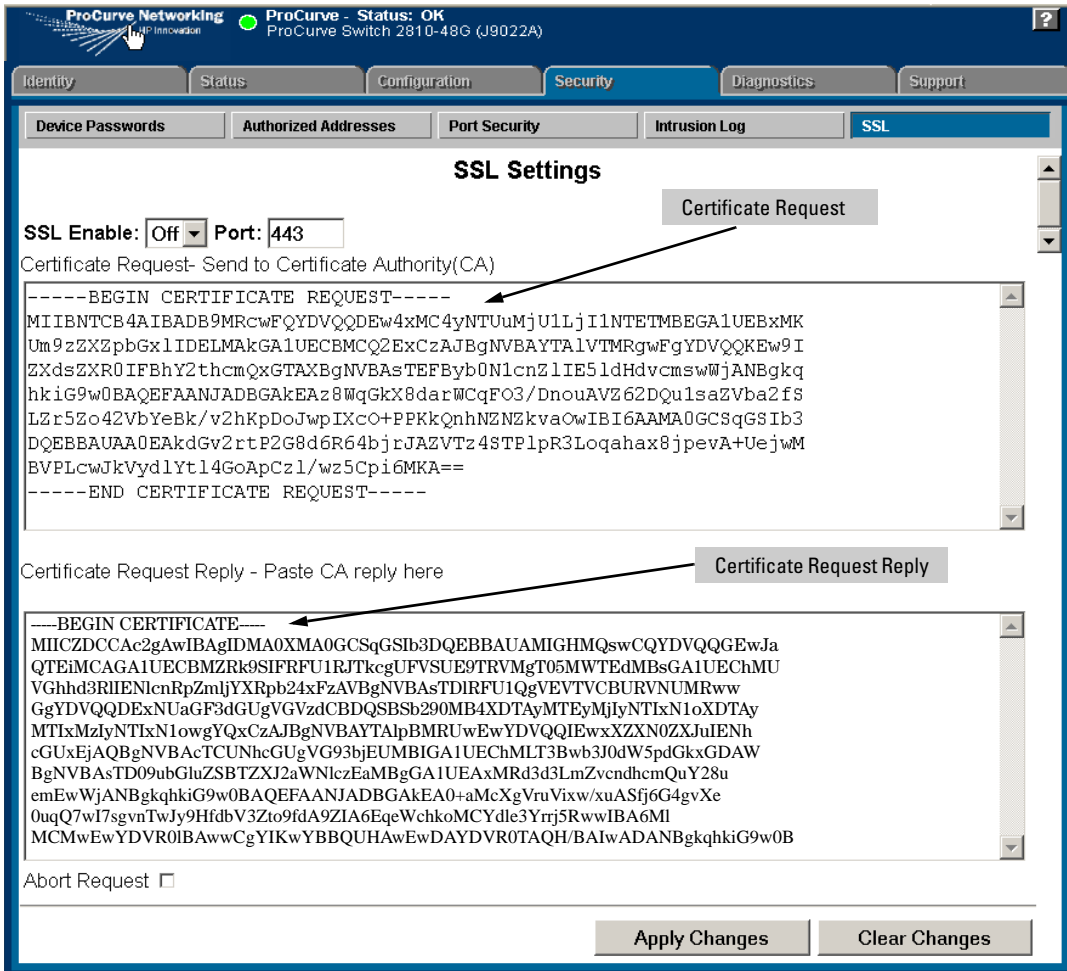 ProCurve Networking
HP Innovation
ProCurve - Status: OK
ProCurve Switch 2810-48G (J9022A)
?
Identity
Status
Configuration
Security
Diagnostics
Support
Device Passwords
Authorized Addresses
Port Security
Intrusion Log
SSL
SSL Settings
Certificate Request
SSL Enable: Off Port: 443
Certificate Request- Send to Certificate Authority(CA)
-----BEGIN CERTIFICATE REQUEST-----
MIIBNTCB4AIBADB9MRcwFQYDVQQDEw4xMC4yNTUuMjU1LjI1NTETMBEGA1UEBxMK
Um9zZXZpbGxlIDELMAkGA1UECBMCQ2ExCzAJBgNVBAYTAlVTMRgwFgYDVQQKEw9I
ZXdsZXR0IFBhY2thcmQxGTAXBgNVBAsTEFByb0N1cnZlIE5ldHdvcmswWjANBgkq
hkiG9w0BAQEFAANJADBGAkEAz8WqGkX8darWCqFO3/DnouAVZ62DQu1saZVba2fS
LZr5Zo42VbYeBk/v2hKpDoJwpIXcO+PPKkQnhNZNZkvaOwIBI6AAMA0GCSqGSIb3
DQEBBAUAA0EAkdGv2rtP2G8d6R64bjrJAZVTz4STPlpR3Loqahax8jpevA+UejwM
BVPLcwJkVydlYtl4GoApCzl/wz5Cpi6MKA==
-----END CERTIFICATE REQUEST-----
Certificate Request Reply
Certificate Request Reply - Paste CA reply here
-----BEGIN CERTIFICATE-----
MIICZDCCAc2gAwIBAgIDMA0XMA0GCSqGSIb3DQEBBAUAMIGHMQswCQYDVQQGEwJa
QTEiMCAGA1UECBMZRk9SIFRFU1RJTkcgUFVSUE9TRVMgT05MWTEdMBsGA1UEChMU
VGhhd3RlIENlcnRpZmljYXRpb24xFzAVBgNVBAsTDlRFU1QgVEVTVCBURVNUMRww
GgYDVQQDExNUaGF3dGUgVGVzdCBDQSBSb290MB4XDTAyMTEyMjIyNTIxN1oXDTAy
MTIxMzIyNTIxN1owgYQxCzAJBgNVBAYTAlpBMRUwEwYDVQQIEwxXZXN0ZXJuIENh
cGUxEjAQBgNVBAcTCUNhcGUgVG93bjEUMBIGA1UEChMLT3Bwb3J0dW5pdGkxGDAW
BgNVBAsTD09ubGluZSBTZXJ2aWNlczEaMBgGA1UEAxMRd3d3LmZvcndhcmQuY28u
emEwWjANBgkqhkiG9w0BAQEFAANJADBGAkEA0+aMcXgVruVixw/xuASfj6G4gvXe
0uqQ7wI7sgvnTwJy9HfdbV3Zto9fdA9ZIA6EqeWchkoMCYdle3Yrrj5RwwIBA6Ml
MCMwEwYDVR0lBAwwCgYIKwYBBQUHAwEwDAYDVR0TAQH/BAIwADANBgkqhkiG9w0B
Abort Request
Apply Changes
Clear Changes